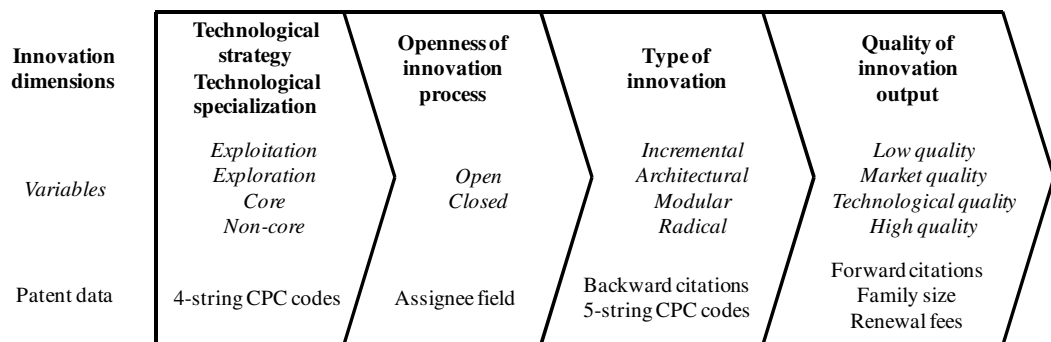 Innovation
dimensions
Technological
strategy
Technological
specialization
Openness of
innovation
process
Type of
innovation
Quality of
innovation
output
Variables
Exploitation
Exploration
Core
Non-core
Open
Closed
Incremental
Architectural
Modular
Radical
Low quality
Market quality
Technological quality
High quality
Patent data
4-string CPC codes
Assignee field
Backward citations
5-string CPC codes
Forward citations
Family size
Renewal fees